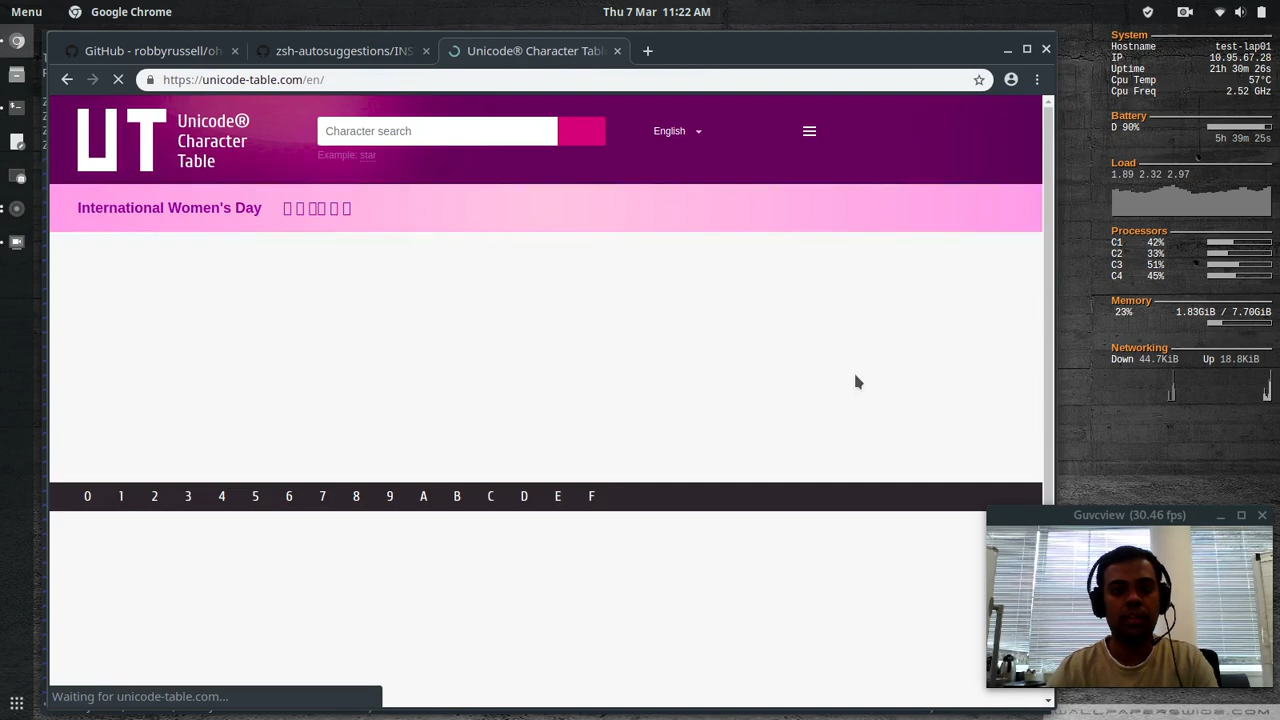 Menu
Google Chrome
Thu 7 Mar 11:22 AM
GitHub - robbyrussell/oh
zsh-autosuggestions/INS
Unicode® Character Tabl
https://unicode-table.com/en/
Unicode®
Character
Table
Character search
Example: star
English
International Women's Day
0 1 2 3 4 5 6 7 8 9 A B C D E F
Waiting for unicode-table.com...
System
Hostname test-lap01
IP 10.95.67.28
Uptime 21h 30m 26s
Cpu Temp 57°C
Cpu Freq 2.52 GHz
Battery
D 90%
5h 39m 25s
Load
1.89 2.32 2.97
Processors
C1 42%
C2 33%
C3 51%
C4 45%
Memory
23% 1.83GiB / 7.70GiB
Networking
Down 44.7KiB Up 18.8KiB
Guvcview (30.46 fps)
WALLPAPERSWIDE.COM